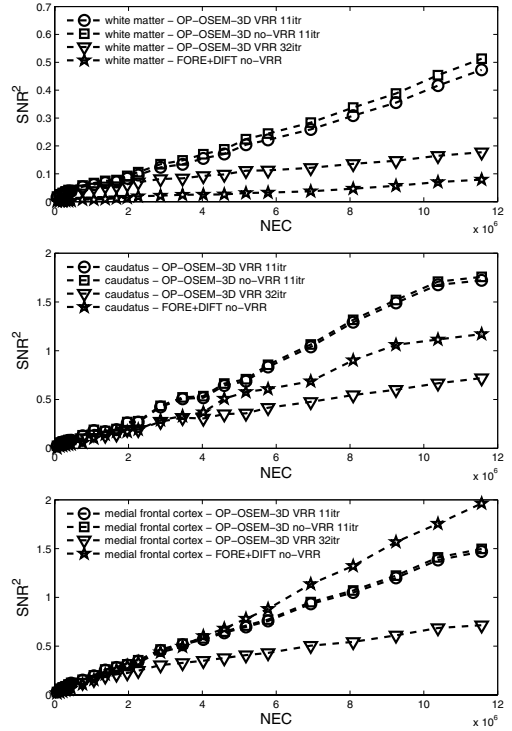 0.7
white matter − OP−OSEM−3D VRR 11itr
white matter − OP−OSEM−3D no−VRR 11itr
white matter − OP−OSEM−3D VRR 32itr
white matter − FORE+DIFT no−VRR
0.6
0.5
0.4
0.3
0.2
0.1
0
SNR²
0 2 4 6 8 10 12
NEC
x 10⁶
2
caudatus − OP−OSEM−3D VRR 11itr
caudatus − OP−OSEM−3D no−VRR 11itr
caudatus − OP−OSEM−3D VRR 32itr
caudatus − FORE+DIFT no−VRR
1.5
1
0.5
0
SNR²
0 2 4 6 8 10 12
NEC
x 10⁶
2
medial frontal cortex − OP−OSEM−3D VRR 11itr
medial frontal cortex − OP−OSEM−3D no−VRR 11itr
medial frontal cortex − OP−OSEM−3D VRR 32itr
medial frontal cortex − FORE+DIFT no−VRR
1.5
1
0.5
0
SNR²
0 2 4 6 8 10 12
NEC
x 10⁶